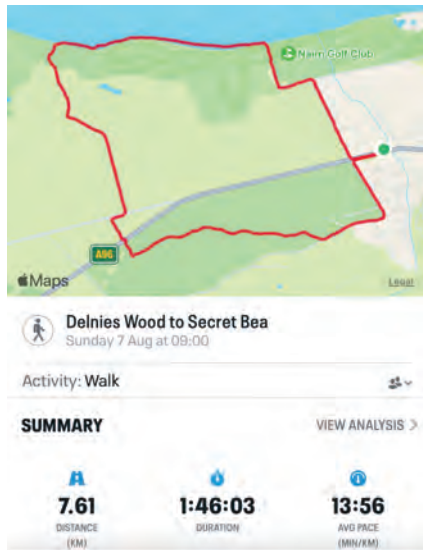 Nairn Golf Club
A96
Maps
Legal
Delnies Wood to Secret Bea
Sunday 7 Aug at 09:00
Activity: Walk
SUMMARY
VIEW ANALYSIS >
7.61
1:46:03
13:56
DISTANCE
DURATION
AVG PACE
(KM)
(MIN/KM)